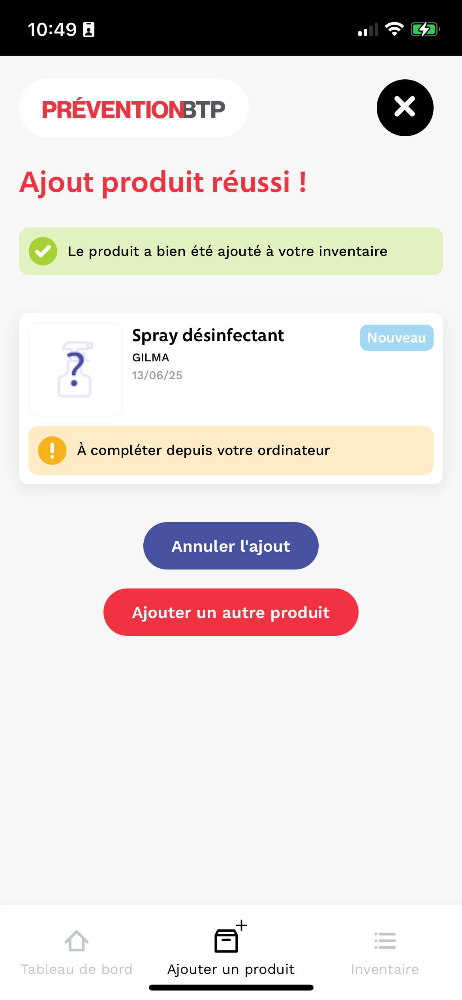 10:49
PRÉVENTIONBTP
Ajout produit réussi !
Le produit a bien été ajouté à votre inventaire
Spray désinfectant
Nouveau
GILMA
13/06/25
?
À compléter depuis votre ordinateur
Annuler l'ajout
Ajouter un autre produit
Tableau de bord
Ajouter un produit
Inventaire